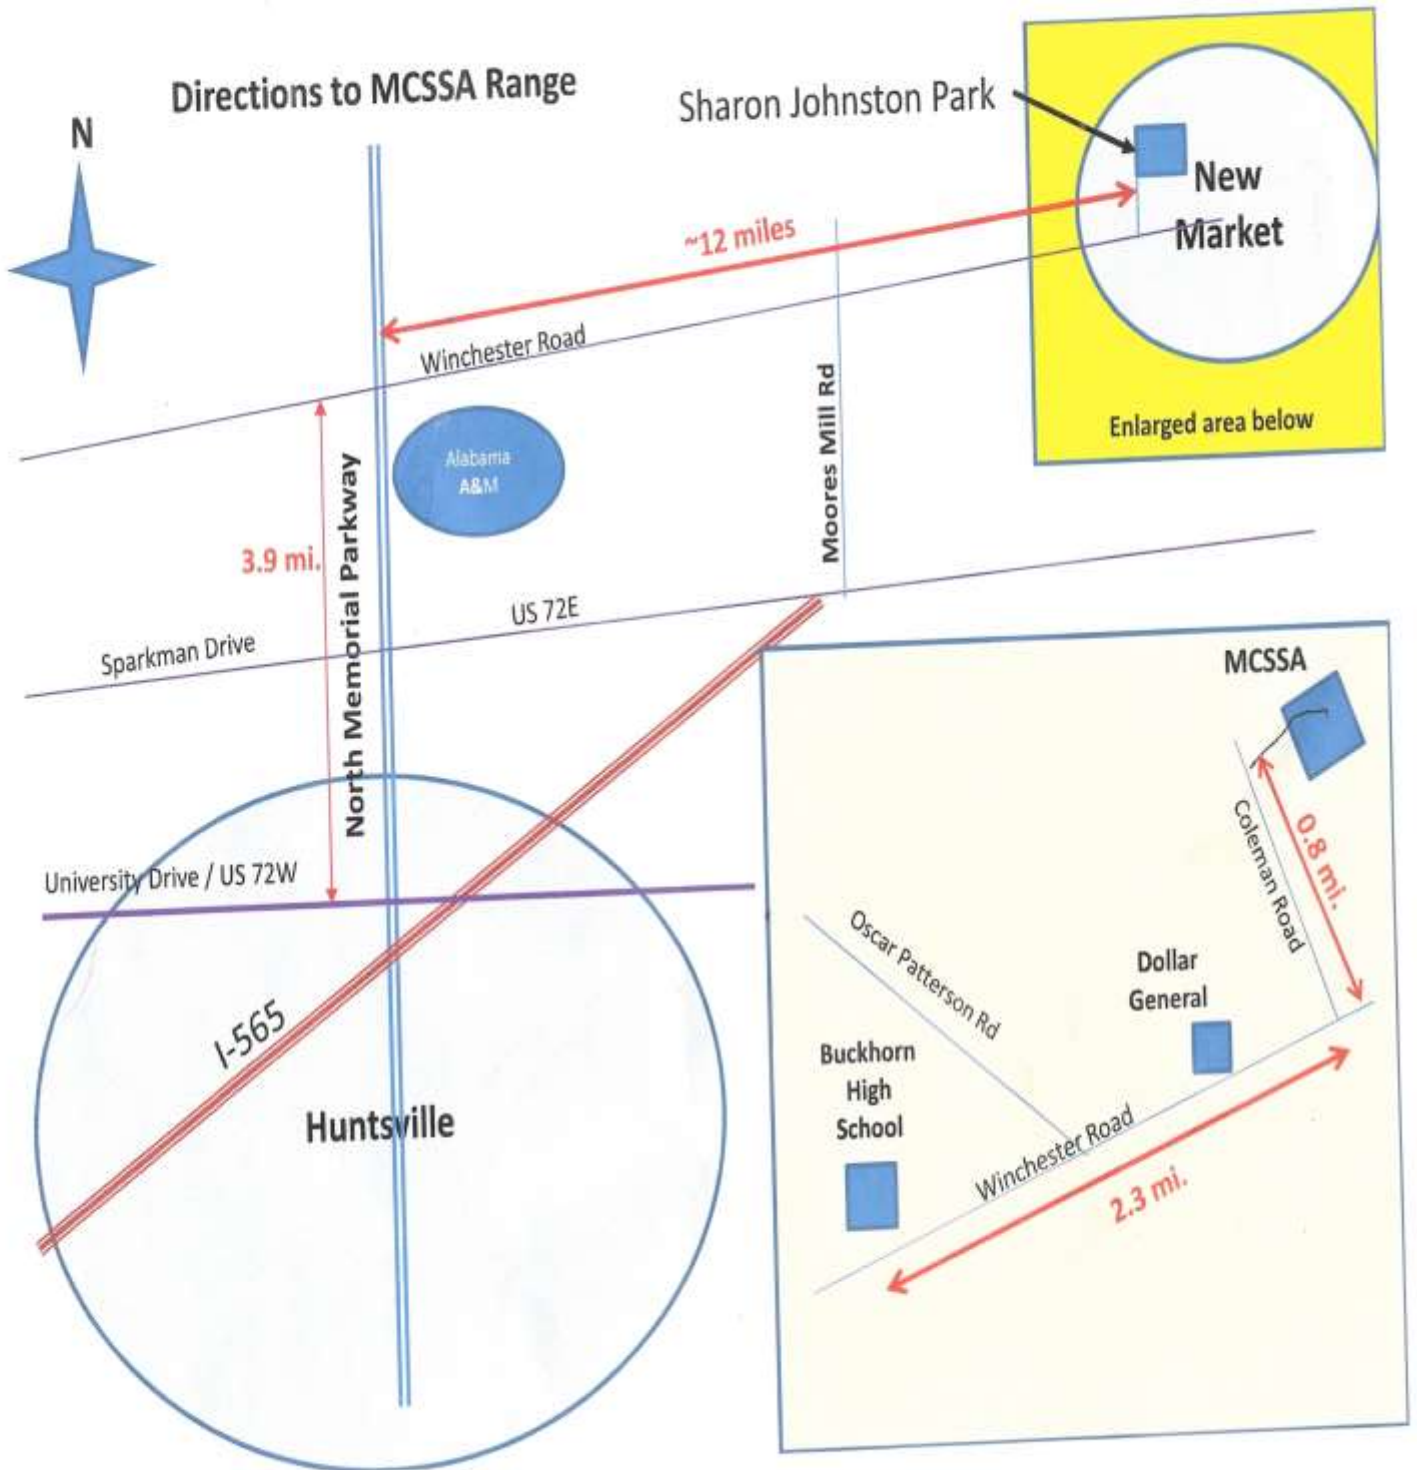 Directions to MCSSA Range
N
Sharon Johnston Park
New
Market
~12 miles
Winchester Road
Enlarged area below
Alabama
A&M
Moores Mill Rd
North Memorial Parkway
3.9 mi.
US 72E
Sparkman Drive
University Drive / US 72W
I-565
Huntsville
MCSSA
Coleman Road
0.8 mi.
Oscar Patterson Rd
Dollar
General
Buckhorn
High
School
Winchester Road
2.3 mi.